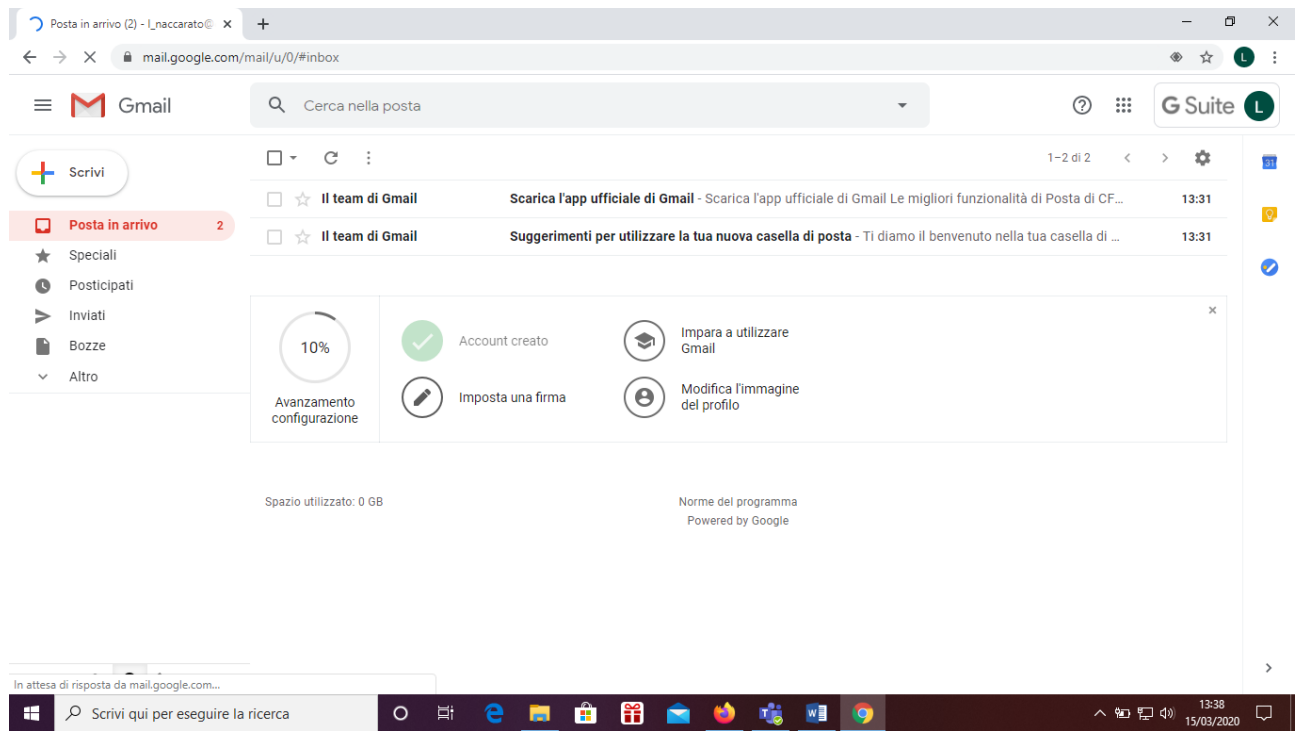 Posta in arrivo (2) - l_naccarato@
mail.google.com/mail/u/0/#inbox
L
Gmail
Cerca nella posta
G Suite L
Scrivi
1–2 di 2
31
Il team di Gmail Scarica l'app ufficiale di Gmail - Scarica l'app ufficiale di Gmail Le migliori funzionalità di Posta di CF... 13:31
Posta in arrivo 2
Il team di Gmail Suggerimenti per utilizzare la tua nuova casella di posta - Ti diamo il benvenuto nella tua casella di ... 13:31
Speciali
Posticipati
Inviati
Bozze
Altro
10%
Avanzamento
configurazione
Account creato
Impara a utilizzare
Gmail
Imposta una firma
Modifica l'immagine
del profilo
Spazio utilizzato: 0 GB
Norme del programma
Powered by Google
In attesa di risposta da mail.google.com...
Scrivi qui per eseguire la ricerca
13:38
15/03/2020